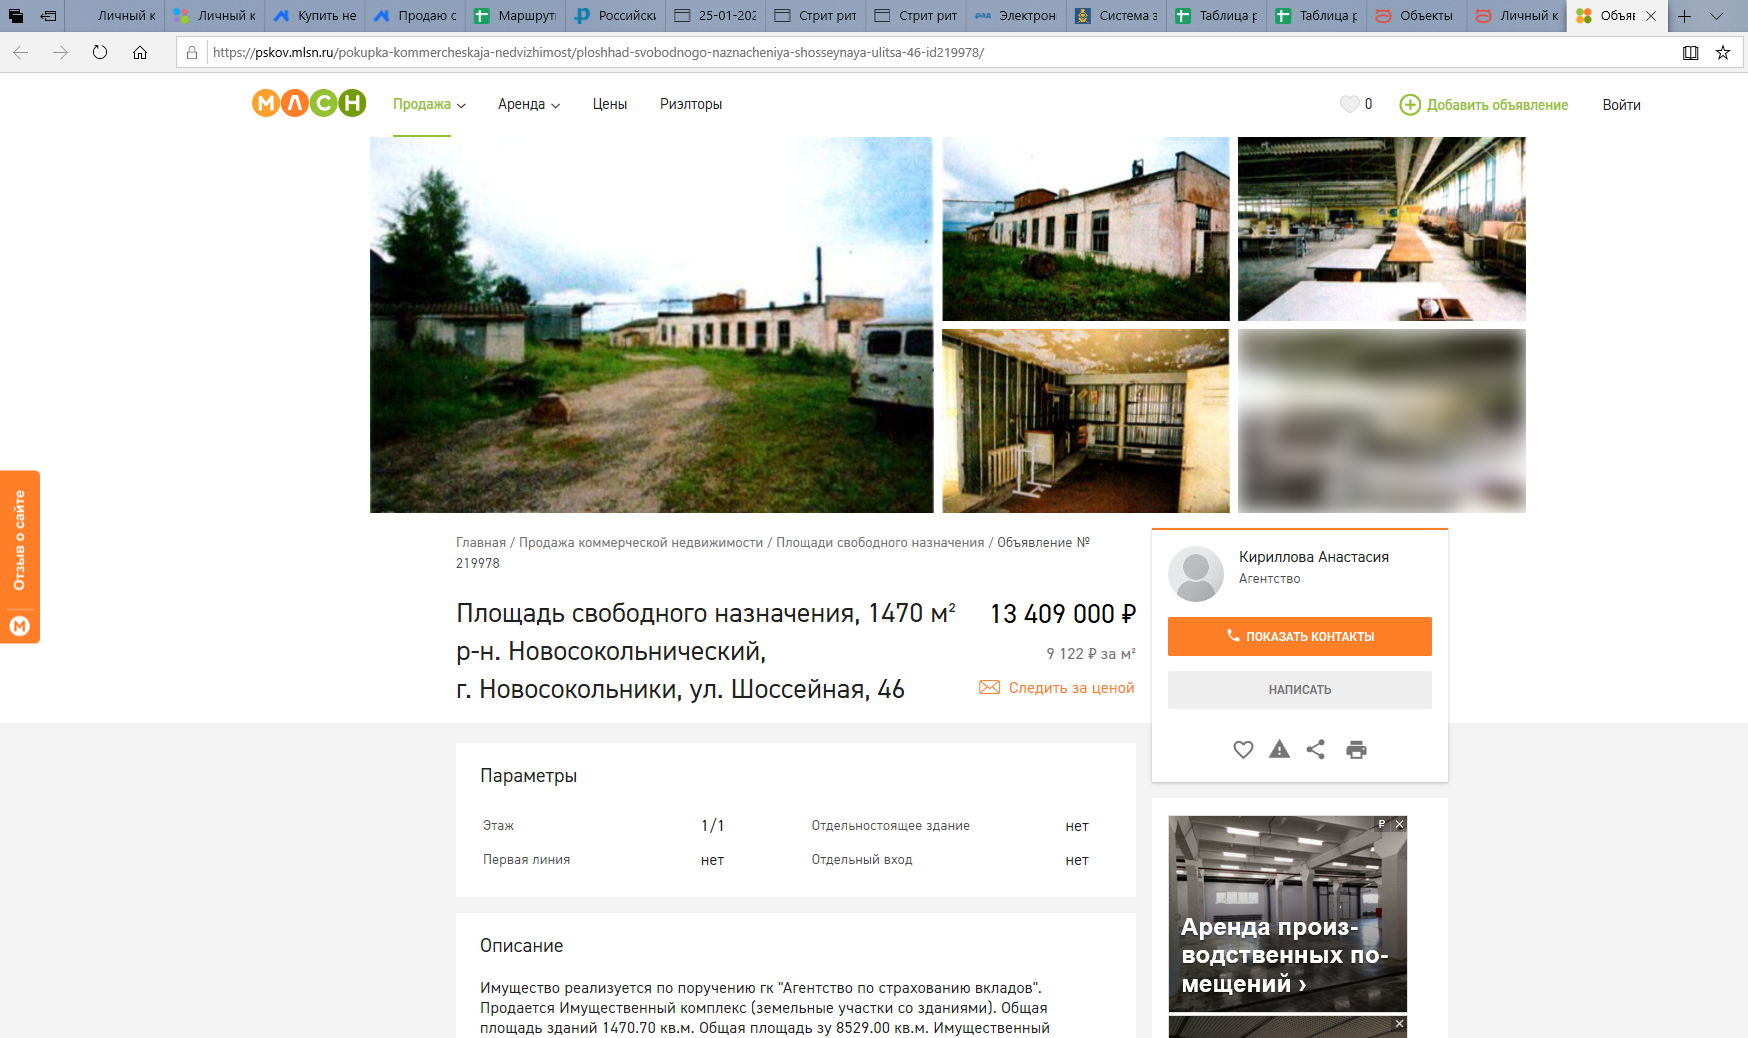 Личный к
Личный к
Купить не
Продаю с
Маршрут
Российски
25-01-202
Стрит рит
Стрит рит
Электрон
Система э
Таблица р
Таблица р
Объекты
Личный к
Объяв
https://pskov.mlsn.ru/pokupka-kommercheskaja-nedvizhimost/ploshhad-svobodnogo-naznacheniya-shosseynaya-ulitsa-46-id219978/
МЛСН
Продажа
Аренда
Цены
Риэлторы
0
Добавить объявление
Войти
Отзыв о сайте
Главная / Продажа коммерческой недвижимости / Площади свободного назначения / Объявление №
219978
Площадь свободного назначения, 1470 м²
р-н. Новосокольнический,
г. Новосокольники, ул. Шоссейная, 46
13 409 000 ₽
9 122 ₽ за м²
Следить за ценой
Кириллова Анастасия
Агентство
ПОКАЗАТЬ КОНТАКТЫ
НАПИСАТЬ
Параметры
Этаж 1/1 Отдельностоящее здание нет
Первая линия нет Отдельный вход нет
Описание
Имущество реализуется по поручению гк "Агентство по страхованию вкладов".
Продается Имущественный комплекс (земельные участки со зданиями). Общая
площадь зданий 1470.70 кв.м. Общая площадь зу 8529.00 кв.м. Имущественный
Аренда произ-
водственных по-
мещений ›